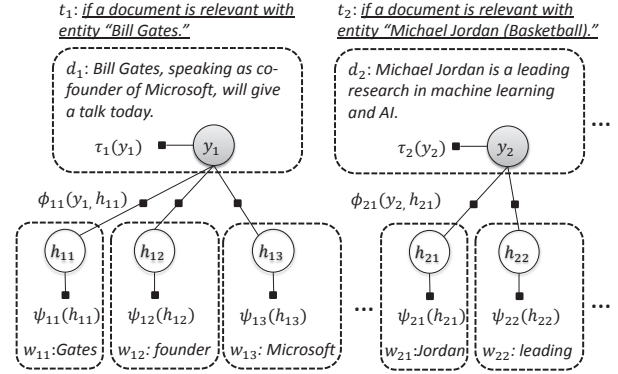 t₁: if a document is relevant with
entity “Bill Gates.”
t₂: if a document is relevant with
entity “Michael Jordan (Basketball).”
d₁: Bill Gates, speaking as co-
founder of Microsoft, will give
a talk today.
d₂: Michael Jordan is a leading
research in machine learning
and AI.
...
τ₁(y₁)
y₁
τ₂(y₂)
y₂
ϕ₁₁(y₁, h₁₁)
ϕ₂₁(y₂, h₂₁)
h₁₁
h₁₂
h₁₃
h₂₁
h₂₂
...
...
ψ₁₁(h₁₁)
ψ₁₂(h₁₂)
ψ₁₃(h₁₃)
ψ₂₁(h₂₁)
ψ₂₂(h₂₂)
w₁₁:Gates
w₁₂: founder
w₁₃: Microsoft
w₂₁:Jordan
w₂₂: leading